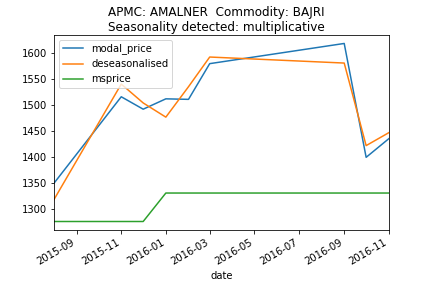 APMC: AMALNER  Commodity: BAJRI
Seasonality detected: multiplicative
modal_price
deseasonalised
msprice
1600
1550
1500
1450
1400
1350
1300
2015-09
2015-11
2016-01
2016-03
2016-05
2016-07
2016-09
2016-11
date